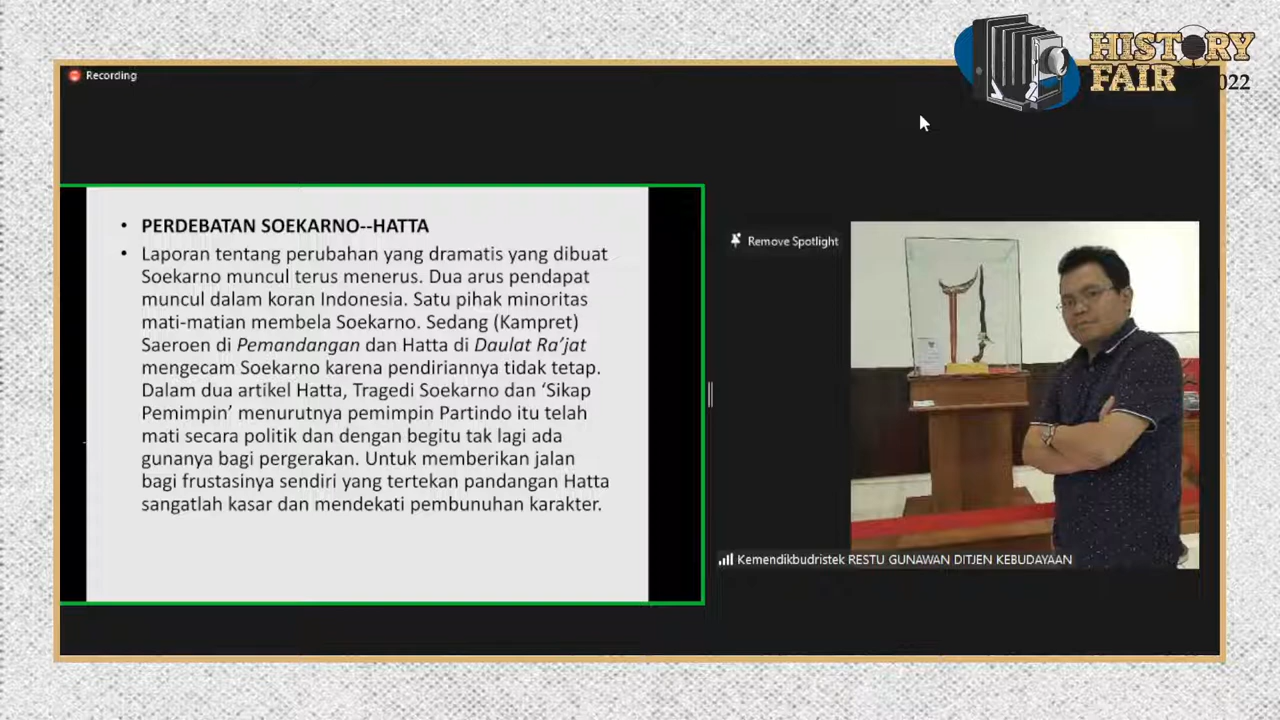 HISTORY
FAIR
022
Recording
• PERDEBATAN SOEKARNO--HATTA
• Laporan tentang perubahan yang dramatis yang dibuat
Soekarno muncul terus menerus. Dua arus pendapat
muncul dalam koran Indonesia. Satu pihak minoritas
mati-matian membela Soekarno. Sedang (Kampret)
Saeroen di Pemandangan dan Hatta di Daulat Ra'jat
mengecam Soekarno karena pendiriannya tidak tetap.
Dalam dua artikel Hatta, Tragedi Soekarno dan ‘Sikap
Pemimpin’ menurutnya pemimpin Partindo itu telah
mati secara politik dan dengan begitu tak lagi ada
gunanya bagi pergerakan. Untuk memberikan jalan
bagi frustasinya sendiri yang tertekan pandangan Hatta
sangatlah kasar dan mendekati pembunuhan karakter.
Remove Spotlight
Kemendikbudristek RESTU GUNAWAN DITJEN KEBUDAYAAN